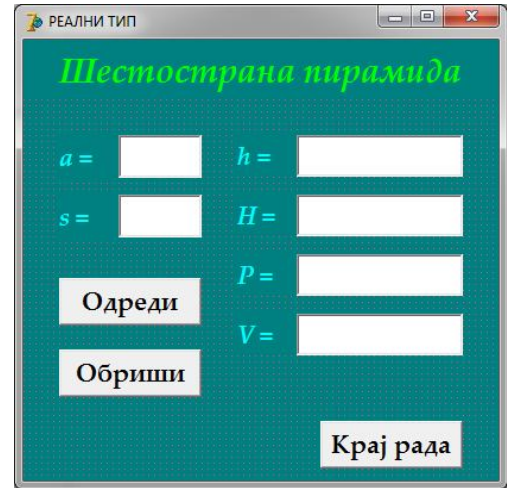 РЕАЛНИ ТИП
Шестострана пирамида
a =
h =
s =
H =
P =
Одреди
V =
Обриши
Крај рада